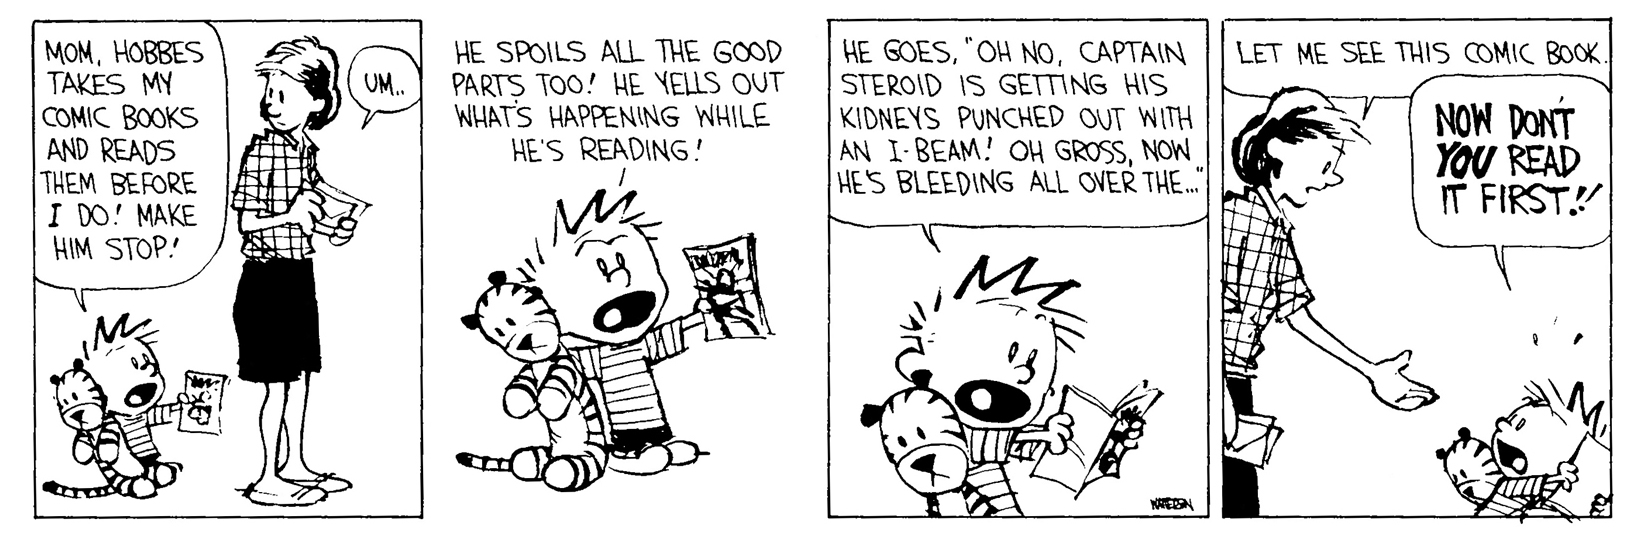 MOM, HOBBES
TAKES MY
COMIC BOOKS
AND READS
THEM BEFORE
I DO! MAKE
HIM STOP!
UM..
HE SPOILS ALL THE GOOD
PARTS TOO! HE YELLS OUT
WHAT'S HAPPENING WHILE
HE'S READING!
HE GOES, "OH NO, CAPTAIN
STEROID IS GETTING HIS
KIDNEYS PUNCHED OUT WITH
AN I-BEAM! OH GROSS, NOW
HE'S BLEEDING ALL OVER THE..."
WATTERSON
LET ME SEE THIS COMIC BOOK.
NOW DON'T
YOU READ
IT FIRST!!